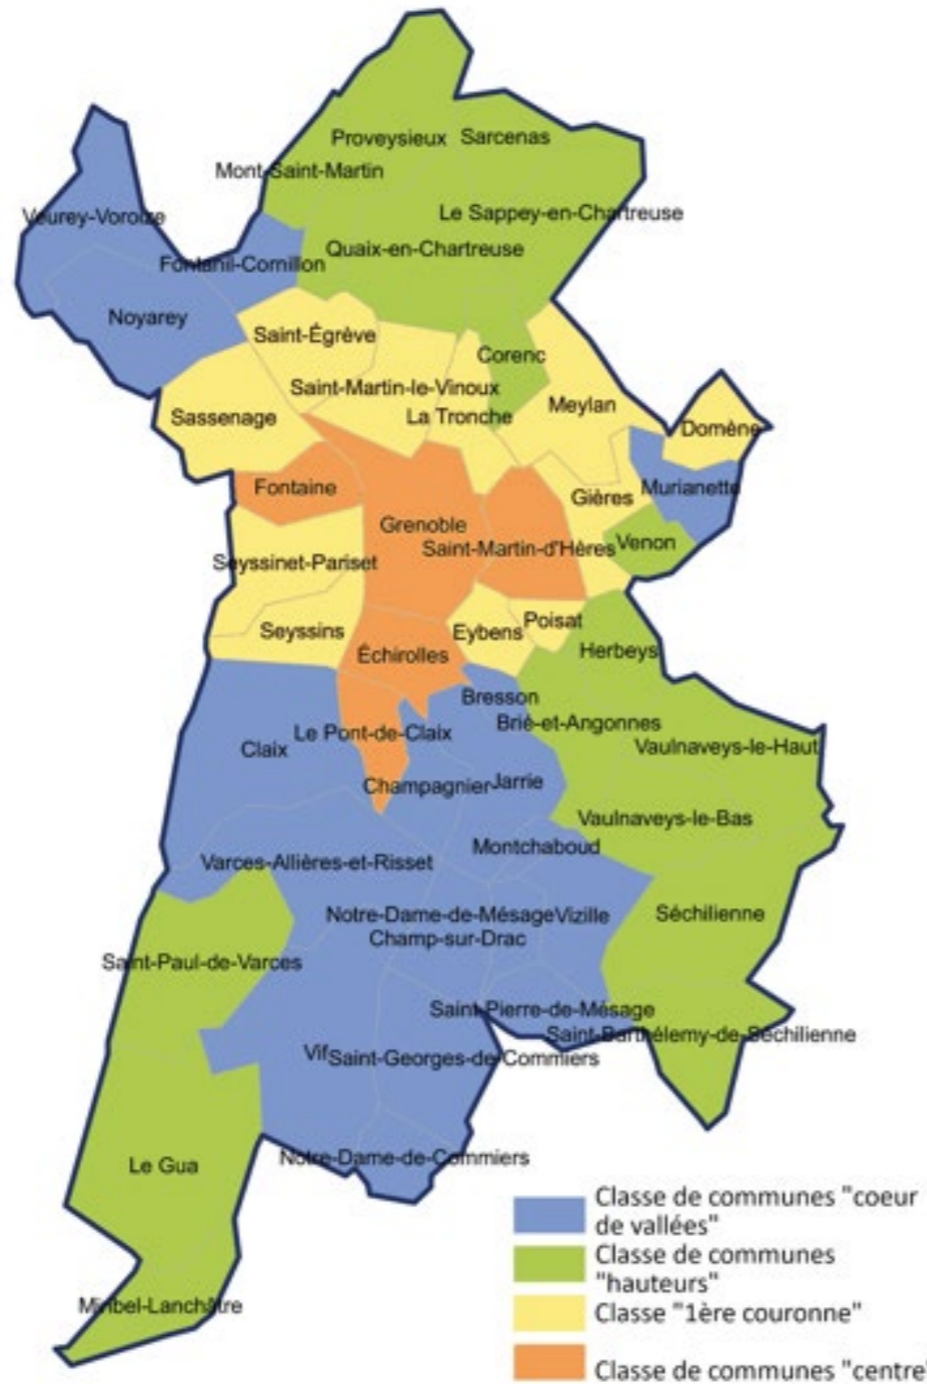 Proveysieux
Sarcenas
Mont-Saint-Martin
Le Sappey-en-Chartreuse
Veurey-Voroize
Quaix-en-Chartreuse
Fontanil-Cornillon
Noyarey
Saint-Égrève
Corenc
Saint-Martin-le-Vinoux
Meylan
La Tronche
Sassenage
Domène
Fontaine
Murianette
Gières
Grenoble
Saint-Martin-d'Hères
Venon
Seyssinet-Pariset
Poisat
Seyssins
Eybens
Herbeys
Échirolles
Bresson
Brié-et-Angonnes
Le Pont-de-Claix
Claix
Vaulnaveys-le-Haut
Champagnier
Jarrie
Vaulnaveys-le-Bas
Montchaboud
Varces-Allières-et-Risset
Notre-Dame-de-Mésage
Vizille
Séchilienne
Champ-sur-Drac
Saint-Paul-de-Varces
Saint-Pierre-de-Mésage
Saint-Barthélemy-de-Séchilienne
Vif
Saint-Georges-de-Commiers
Notre-Dame-de-Commiers
Le Gua
Miribel-Lanchâtre
Classe de communes "coeur
de vallées"
Classe de communes
"hauteurs"
Classe "1ère couronne"
Classe de communes "centre"